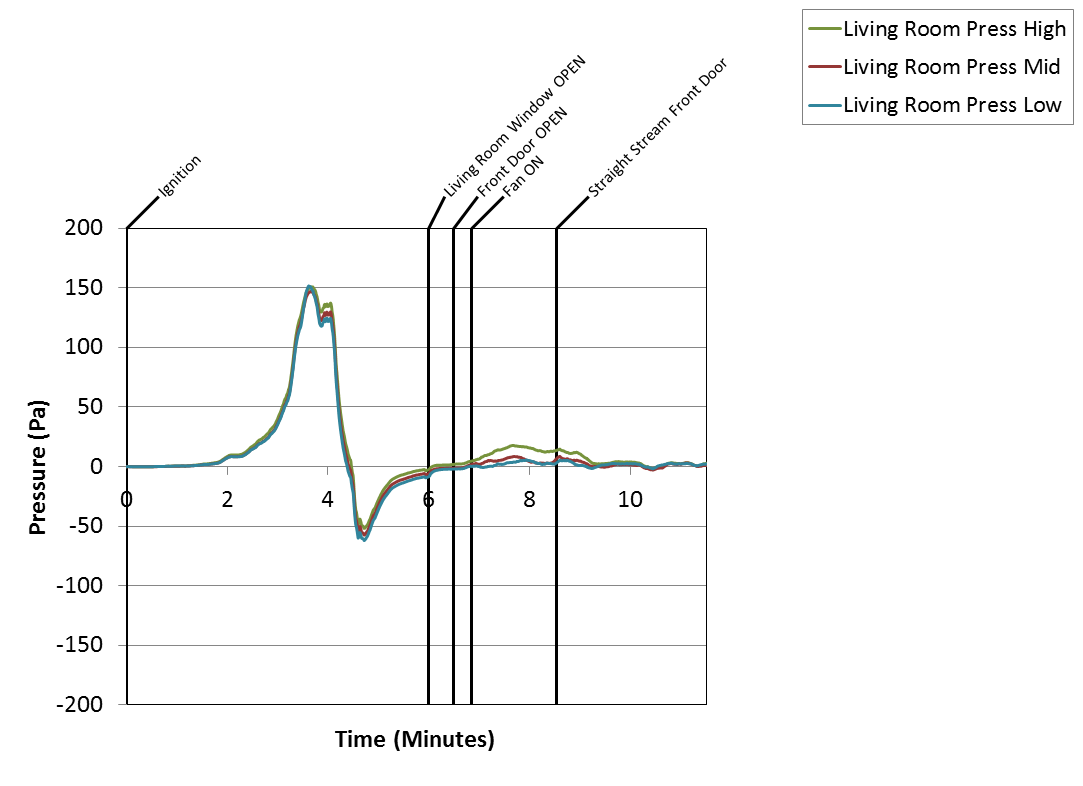 Living Room Press High
Living Room Press Mid
Living Room Press Low
Ignition
Living Room Window OPEN
Front Door OPEN
Fan ON
Straight Stream Front Door
200
150
100
50
0
-50
-100
-150
-200
0 2 4 6 8 10
Pressure (Pa)
Time (Minutes)